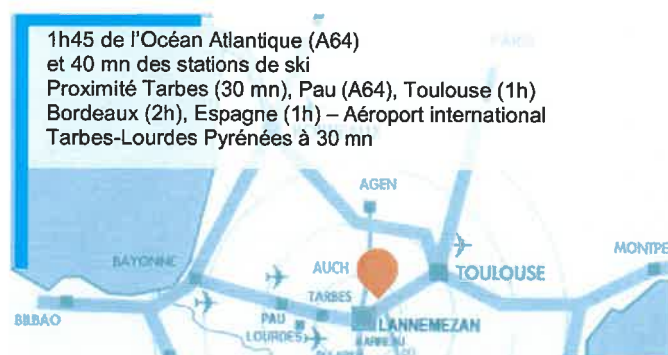 1h45 de l'Océan Atlantique (A64)
et 40 mn des stations de ski
Proximité Tarbes (30 mn), Pau (A64), Toulouse (1h)
Bordeaux (2h), Espagne (1h) – Aéroport international
Tarbes-Lourdes Pyrénées à 30 mn
PARIS
AGEN
BAYONNE
AUCH
TOULOUSE
MONTPE
BILBAO
TARBES
PAU
LANNEMEZAN
LOURDES